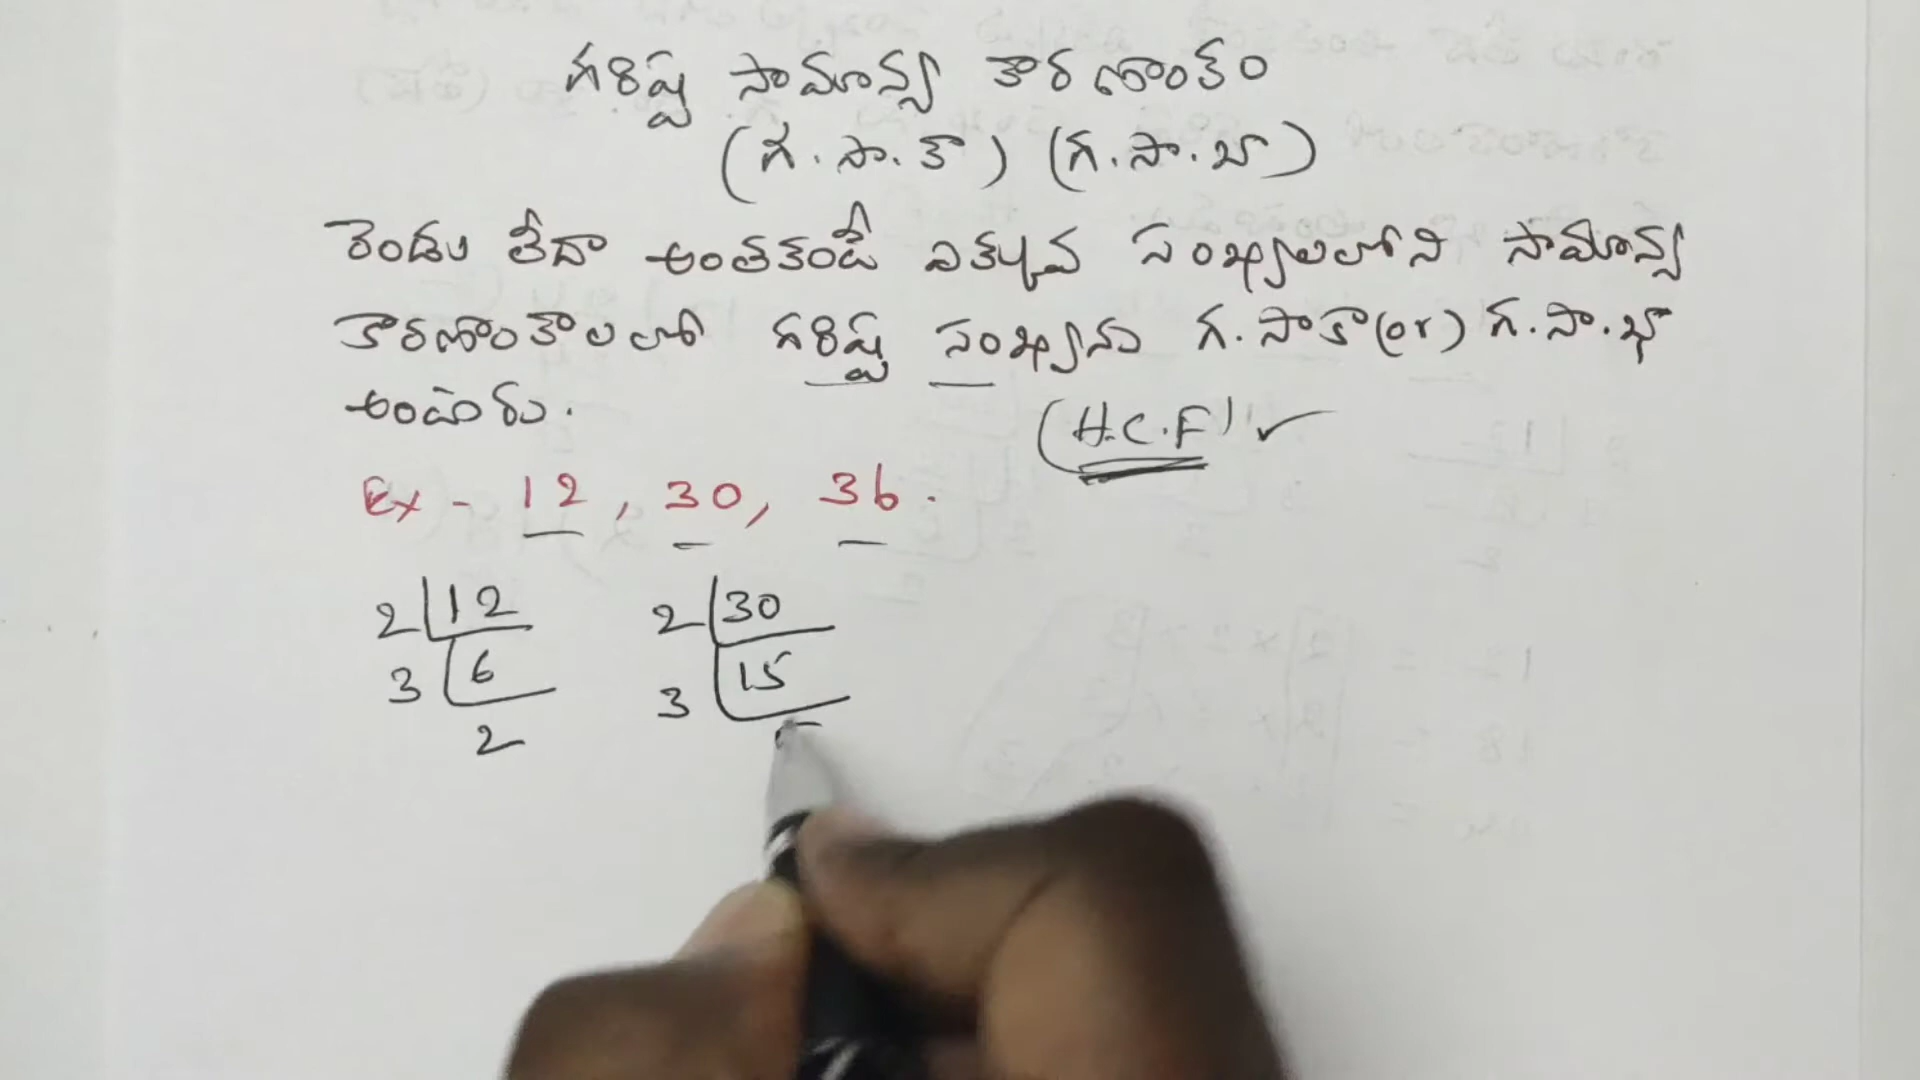 గరిష్ఠ సామాన్య కారణాంకం
(గ.సా.కా) (గ.సా.భా)
రెండు లేదా అంతకంటే ఎక్కువ సంఖ్యలలోని సామాన్య
కారణాంకాలలో గరిష్ఠ సంఖ్యను గ.సాకా(or) గ.సా.భా
అంటారు.
(H.C.F) ✓
Ex - 12, 30, 36.
2 12 2 30
3 6 3 15
2